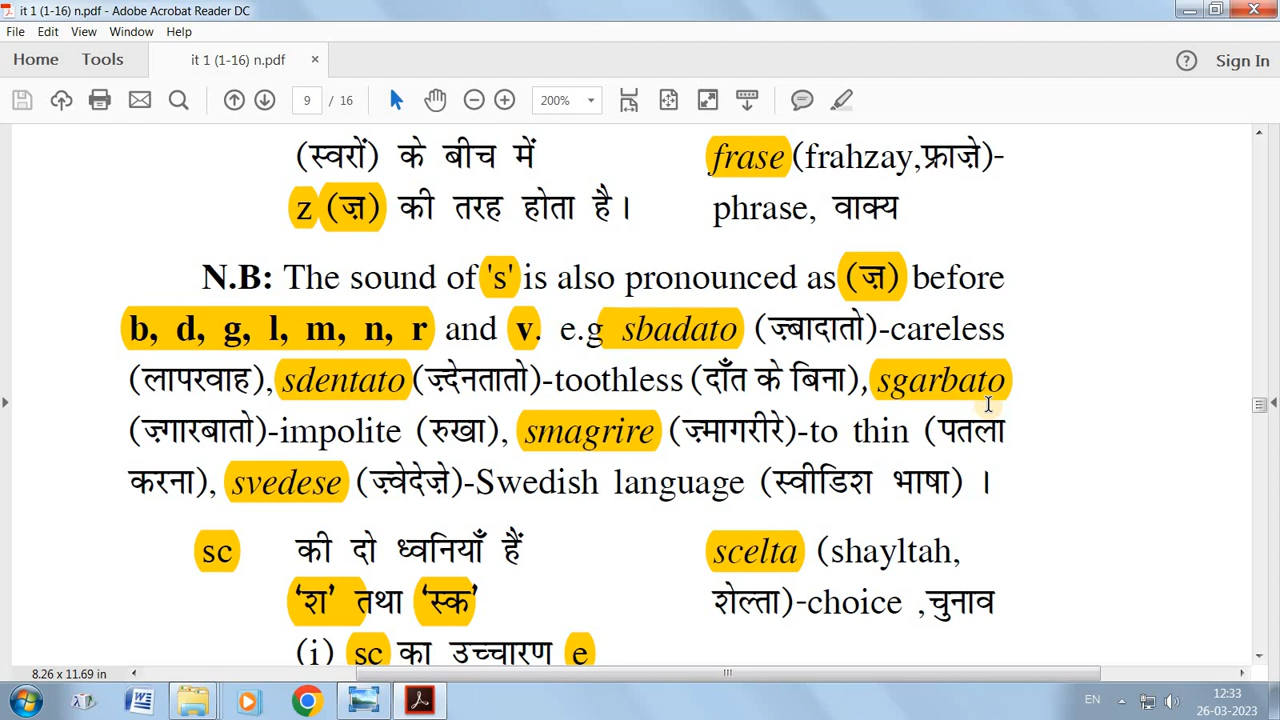 it 1 (1-16) n.pdf - Adobe Acrobat Reader DC
File Edit View Window Help
Home Tools it 1 (1-16) n.pdf × ? Sign In
9 / 16 200%
(स्वरों) के बीच में frase (frahzay,फ़्राज़े)-
z (ज़) की तरह होता है। phrase, वाक्य
N.B: The sound of 's' is also pronounced as (ज़) before
b, d, g, l, m, n, r and v. e.g sbadato (ज़्बादातो)-careless
(लापरवाह), sdentato (ज़्देनतातो)-toothless (दाँत के बिना), sgarbato
(ज़्गारबातो)-impolite (रुखा), smagrire (ज़्मागरीरे)-to thin (पतला
करना), svedese (ज़्वेदेज़े)-Swedish language (स्वीडिश भाषा) ।
sc की दो ध्वनियाँ हैं scelta (shayltah,
‘श’ तथा ‘स्क’ शेल्ता)-choice ,चुनाव
(i) sc का उच्चारण e
8.26 x 11.69 in
EN 12:33
26-03-2023